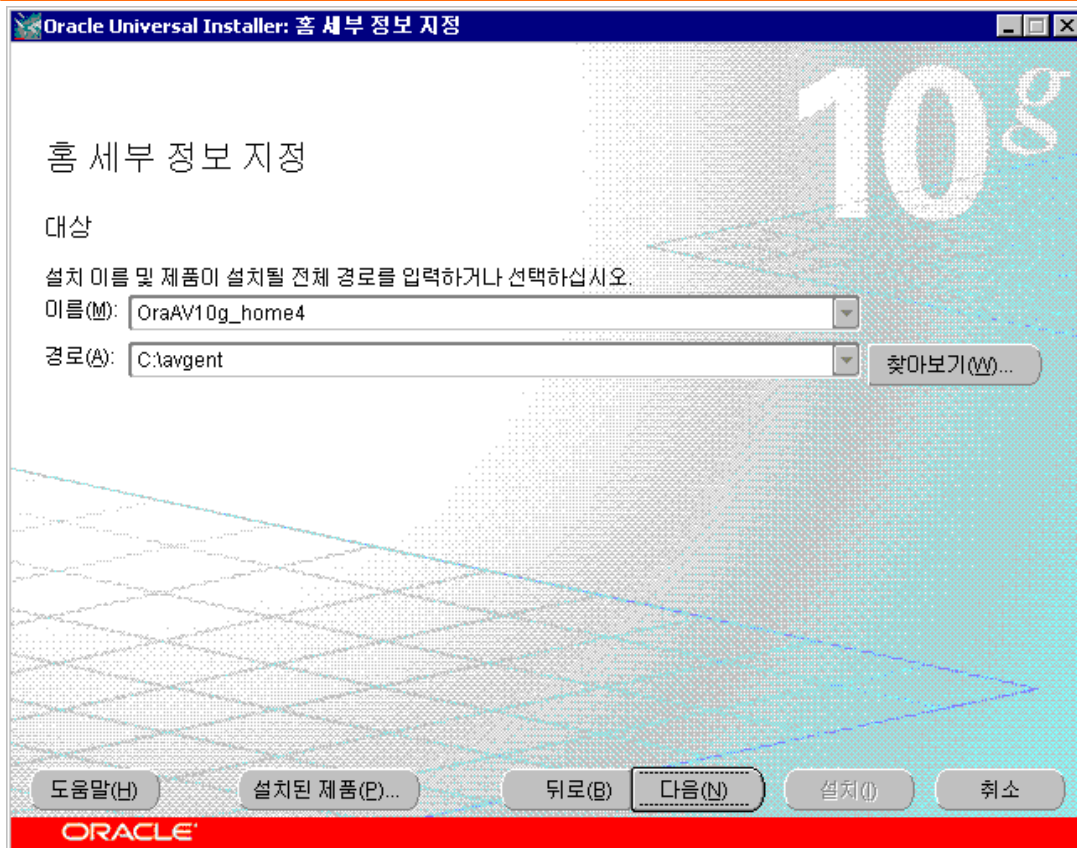 Oracle Universal Installer: 홈 세부 정보 지정
10g
홈 세부 정보 지정
대상
설치 이름 및 제품이 설치될 전체 경로를 입력하거나 선택하십시오.
이름(M): OraAV10g_home4
경로(A): C:\avgent 찾아보기(W)...
도움말(H) 설치된 제품(P)... 뒤로(B) 다음(N) 설치(I) 취소
ORACLE